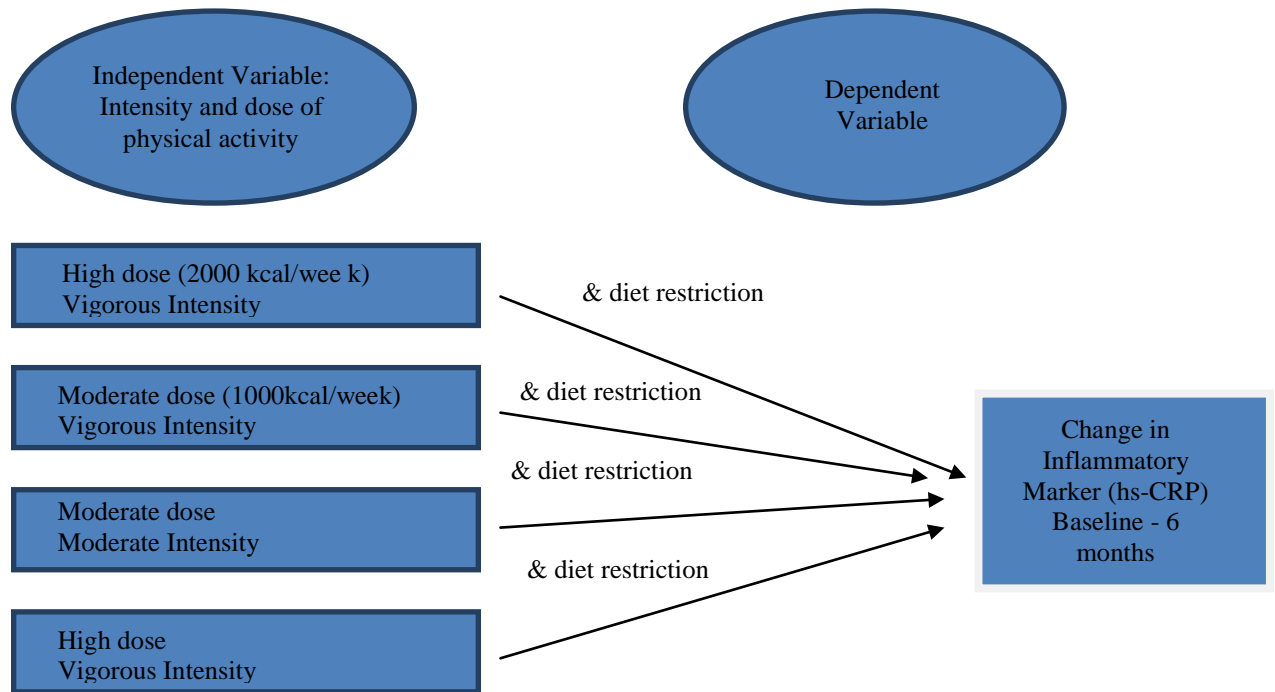 Independent Variable:
Intensity and dose of
physical activity
Dependent
Variable
High dose (2000 kcal/wee k)
Vigorous Intensity
& diet restriction
Moderate dose (1000kcal/week)
Vigorous Intensity
& diet restriction
Moderate dose
Moderate Intensity
& diet restriction
High dose
Vigorous Intensity
& diet restriction
Change in
Inflammatory
Marker (hs-CRP)
Baseline - 6
months